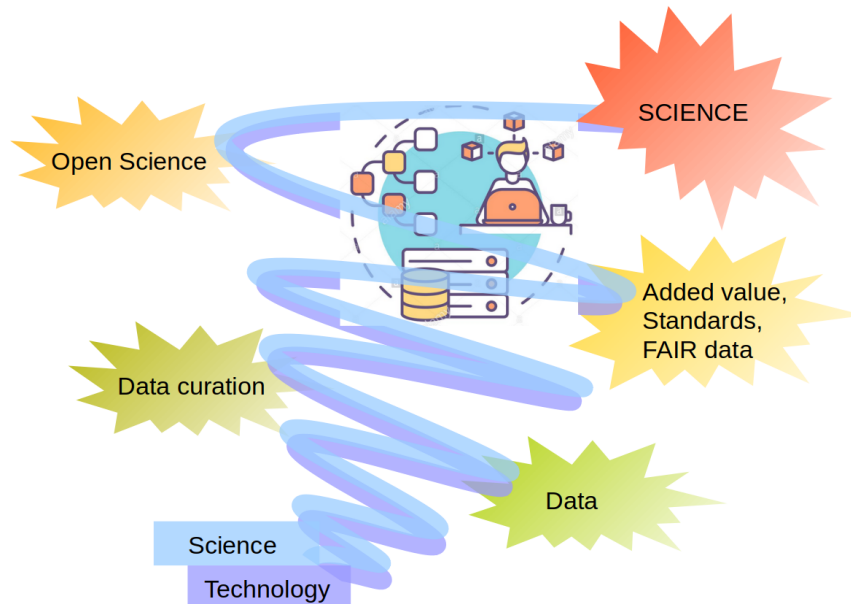 SCIENCE
Open Science
Added value,
Standards,
FAIR data
Data curation
Data
Science
Technology